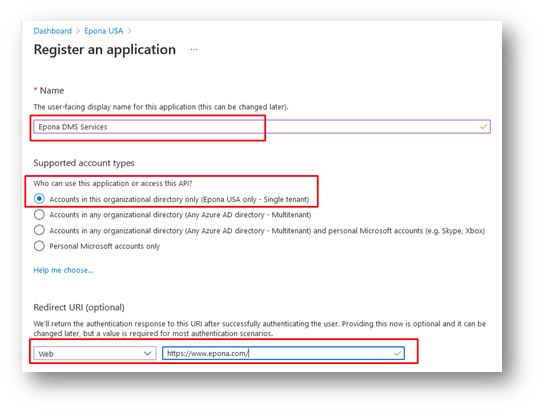 Dashboard > Epona USA >
Register an application ...
* Name
The user-facing display name for this application (this can be changed later).
Epona DMS Services
Supported account types
Who can use this application or access this API?
Accounts in this organizational directory only (Epona USA only - Single tenant)
Accounts in any organizational directory (Any Azure AD directory - Multitenant)
Accounts in any organizational directory (Any Azure AD directory - Multitenant) and personal Microsoft accounts (e.g. Skype, Xbox)
Personal Microsoft accounts only
Help me choose...
Redirect URI (optional)
We'll return the authentication response to this URI after successfully authenticating the user. Providing this now is optional and it can be
changed later, but a value is required for most authentication scenarios.
Web https://www.epona.com/